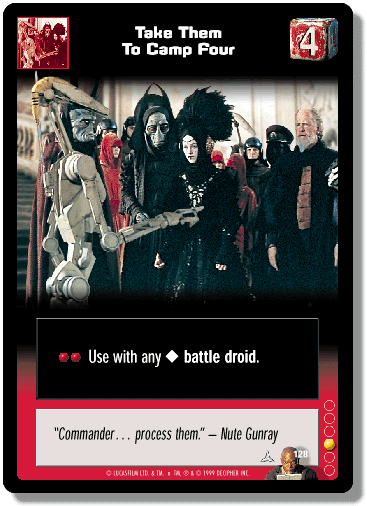 Take Them
To Camp Four
4
Use with any ◆ battle droid.
"Commander... process them." – Nute Gunray
128
© LUCASFILM LTD. & TM. ■ TM, ® & © 1999 DECIPHER INC.